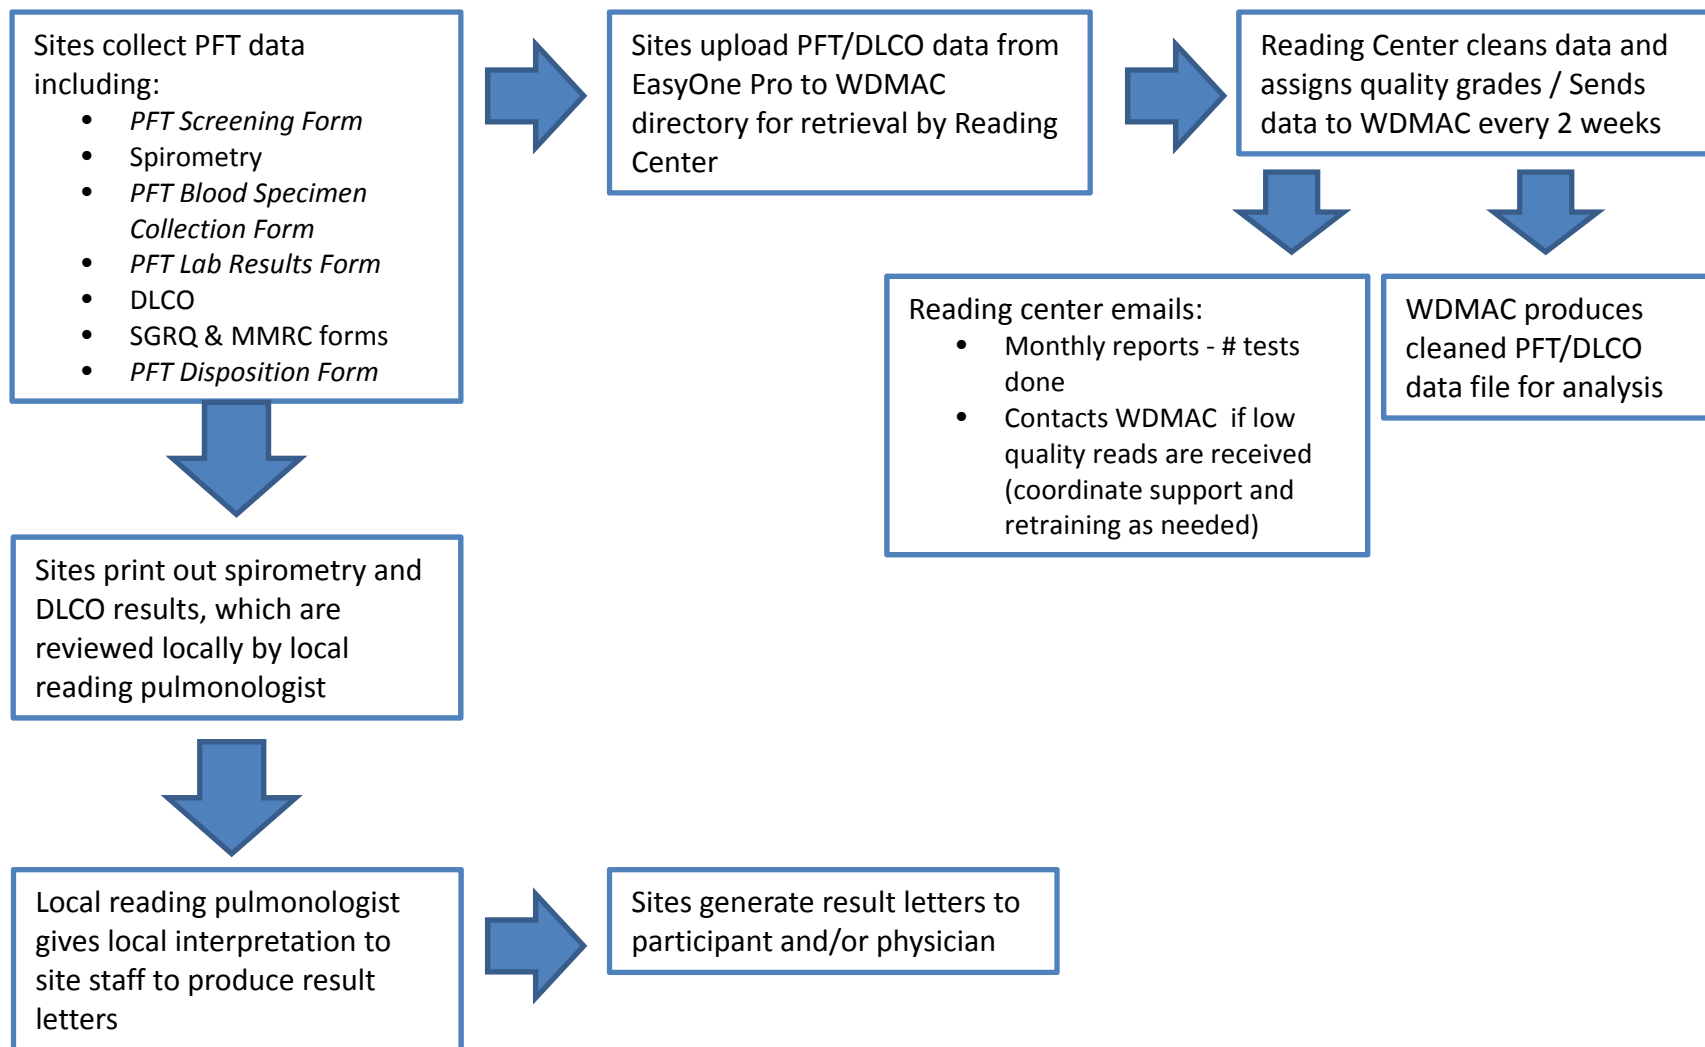 Sites collect PFT data
including:
• PFT Screening Form
• Spirometry
• PFT Blood Specimen
Collection Form
• PFT Lab Results Form
• DLCO
• SGRQ & MMRC forms
• PFT Disposition Form
Sites upload PFT/DLCO data from
EasyOne Pro to WDMAC
directory for retrieval by Reading
Center
Reading Center cleans data and
assigns quality grades / Sends
data to WDMAC every 2 weeks
Reading center emails:
• Monthly reports - # tests
done
• Contacts WDMAC if low
quality reads are received
(coordinate support and
retraining as needed)
WDMAC produces
cleaned PFT/DLCO
data file for analysis
Sites print out spirometry and
DLCO results, which are
reviewed locally by local
reading pulmonologist
Local reading pulmonologist
gives local interpretation to
site staff to produce result
letters
Sites generate result letters to
participant and/or physician